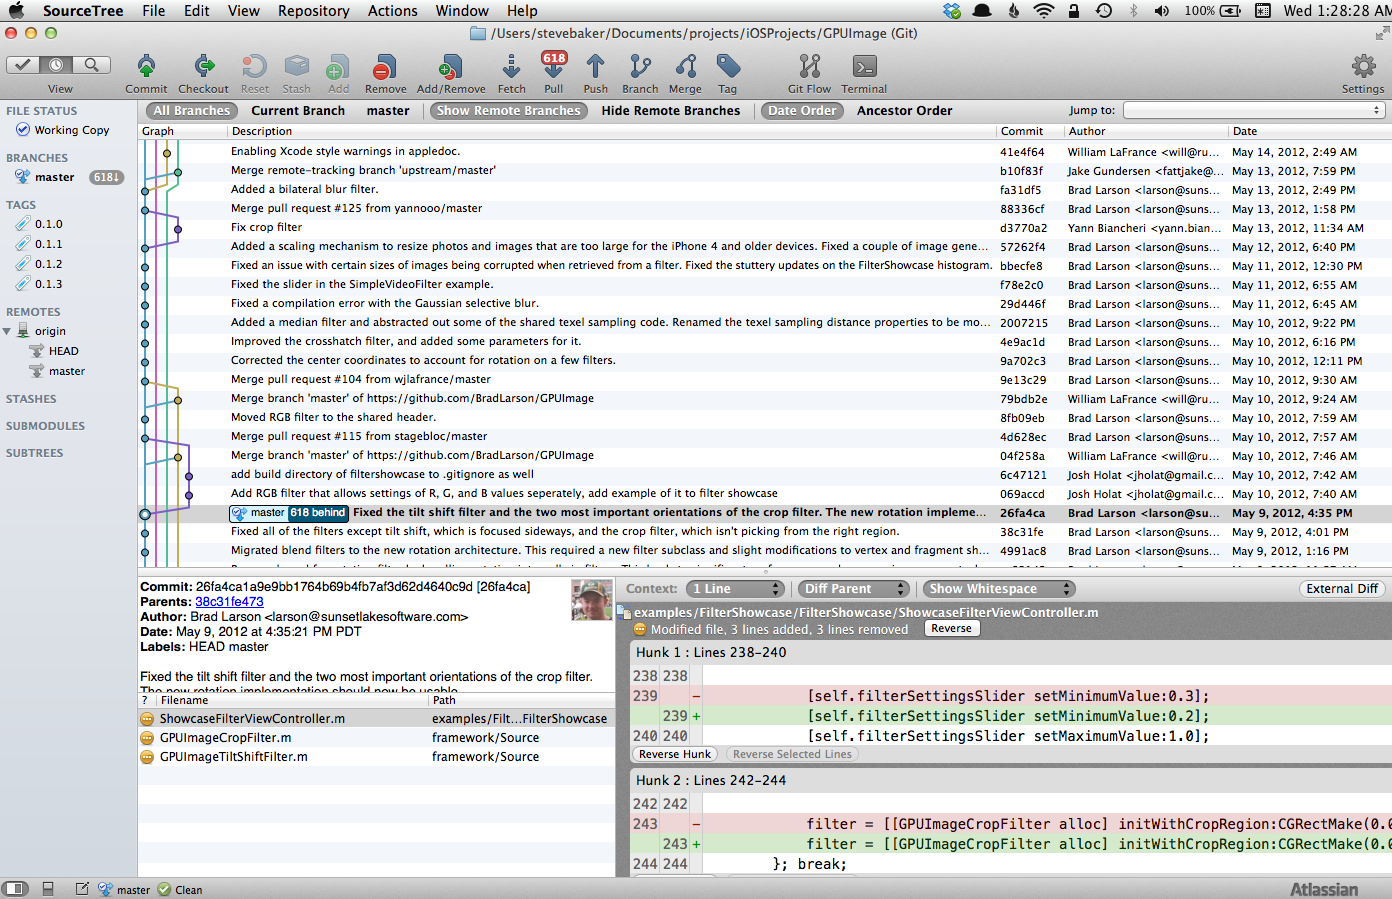 SourceTree File Edit View Repository Actions Window Help 100% Wed 1:28:28 AM
/Users/stevebaker/Documents/projects/iOSProjects/GPUImage (Git)
618
View Commit Checkout Reset Stash Add Remove Add/Remove Fetch Pull Push Branch Merge Tag Git Flow Terminal Settings
FILE STATUS
Working Copy
BRANCHES
master 618↓
TAGS
0.1.0
0.1.1
0.1.2
0.1.3
REMOTES
origin
HEAD
master
STASHES
SUBMODULES
SUBTREES
All Branches Current Branch master Show Remote Branches Hide Remote Branches Date Order Ancestor Order Jump to:
Graph Description Commit Author Date
Enabling Xcode style warnings in appledoc. 41e4f64 William LaFrance <will@ru... May 14, 2012, 2:49 AM
Merge remote-tracking branch 'upstream/master' b10f83f Jake Gundersen <fattjake@... May 13, 2012, 7:59 PM
Added a bilateral blur filter. fa31df5 Brad Larson <larson@suns... May 13, 2012, 2:49 PM
Merge pull request #125 from yannooo/master 88336cf Brad Larson <larson@suns... May 13, 2012, 1:58 PM
Fix crop filter d3770a2 Yann Biancheri <yann.bian... May 13, 2012, 11:34 AM
Added a scaling mechanism to resize photos and images that are too large for the iPhone 4 and older devices. Fixed a couple of image gene... 57262f4 Brad Larson <larson@suns... May 12, 2012, 6:40 PM
Fixed an issue with certain sizes of images being corrupted when retrieved from a filter. Fixed the stuttery updates on the FilterShowcase histogram. bbecfe8 Brad Larson <larson@suns... May 11, 2012, 12:30 PM
Fixed the slider in the SimpleVideoFilter example. f78e2c0 Brad Larson <larson@suns... May 11, 2012, 6:55 AM
Fixed a compilation error with the Gaussian selective blur. 29d446f Brad Larson <larson@suns... May 11, 2012, 6:45 AM
Added a median filter and abstracted out some of the shared texel sampling code. Renamed the texel sampling distance properties to be mo... 2007215 Brad Larson <larson@suns... May 10, 2012, 9:22 PM
Improved the crosshatch filter, and added some parameters for it. 4e9ac1d Brad Larson <larson@suns... May 10, 2012, 6:16 PM
Corrected the center coordinates to account for rotation on a few filters. 9a702c3 Brad Larson <larson@suns... May 10, 2012, 12:11 PM
Merge pull request #104 from wjlafrance/master 9e13c29 Brad Larson <larson@suns... May 10, 2012, 9:30 AM
Merge branch 'master' of https://github.com/BradLarson/GPUImage 79bdb2e William LaFrance <will@ru... May 10, 2012, 9:24 AM
Moved RGB filter to the shared header. 8fb09eb Brad Larson <larson@suns... May 10, 2012, 7:59 AM
Merge pull request #115 from stagebloc/master 4d628ec Brad Larson <larson@suns... May 10, 2012, 7:57 AM
Merge branch 'master' of https://github.com/BradLarson/GPUImage 04f258a William LaFrance <will@ru... May 10, 2012, 7:46 AM
add build directory of filtershowcase to .gitignore as well 6c47121 Josh Holat <jholat@gmail.c... May 10, 2012, 7:42 AM
Add RGB filter that allows settings of R, G, and B values seperately, add example of it to filter showcase 069accd Josh Holat <jholat@gmail.c... May 10, 2012, 7:40 AM
master 618 behind Fixed the tilt shift filter and the two most important orientations of the crop filter. The new rotation impleme... 26fa4ca Brad Larson <larson@su... May 9, 2012, 4:35 PM
Fixed all of the filters except tilt shift, which is focused sideways, and the crop filter, which isn't picking from the right region. 38c31fe Brad Larson <larson@suns... May 9, 2012, 4:01 PM
Migrated blend filters to the new rotation architecture. This required a new filter subclass and slight modifications to vertex and fragment sh... 4991ac8 Brad Larson <larson@suns... May 9, 2012, 1:16 PM
Commit: 26fa4ca1a9e9bb1764b69b4fb7af3d62d4640c9d [26fa4ca]
Parents: 38c31fe473
Author: Brad Larson <larson@sunsetlakesoftware.com>
Date: May 9, 2012 at 4:35:21 PM PDT
Labels: HEAD master
Fixed the tilt shift filter and the two most important orientations of the crop filter.
The new rotation implementation should now be usable
? Filename Path
ShowcaseFilterViewController.m examples/Filt...FilterShowcase
GPUImageCropFilter.m framework/Source
GPUImageTiltShiftFilter.m framework/Source
Context: 1 Line Diff Parent Show Whitespace External Diff
examples/FilterShowcase/FilterShowcase/ShowcaseFilterViewController.m
Modified file, 3 lines added, 3 lines removed Reverse
Hunk 1 : Lines 238-240
238 238
239 - [self.filterSettingsSlider setMinimumValue:0.3];
239 + [self.filterSettingsSlider setMinimumValue:0.2];
240 240 [self.filterSettingsSlider setMaximumValue:1.0];
Reverse Hunk Reverse Selected Lines
Hunk 2 : Lines 242-244
242 242
243 - filter = [[GPUImageCropFilter alloc] initWithCropRegion:CGRectMake(0.0
243 + filter = [[GPUImageCropFilter alloc] initWithCropRegion:CGRectMake(0.0
244 244 }; break;
master Clean
Atlassian